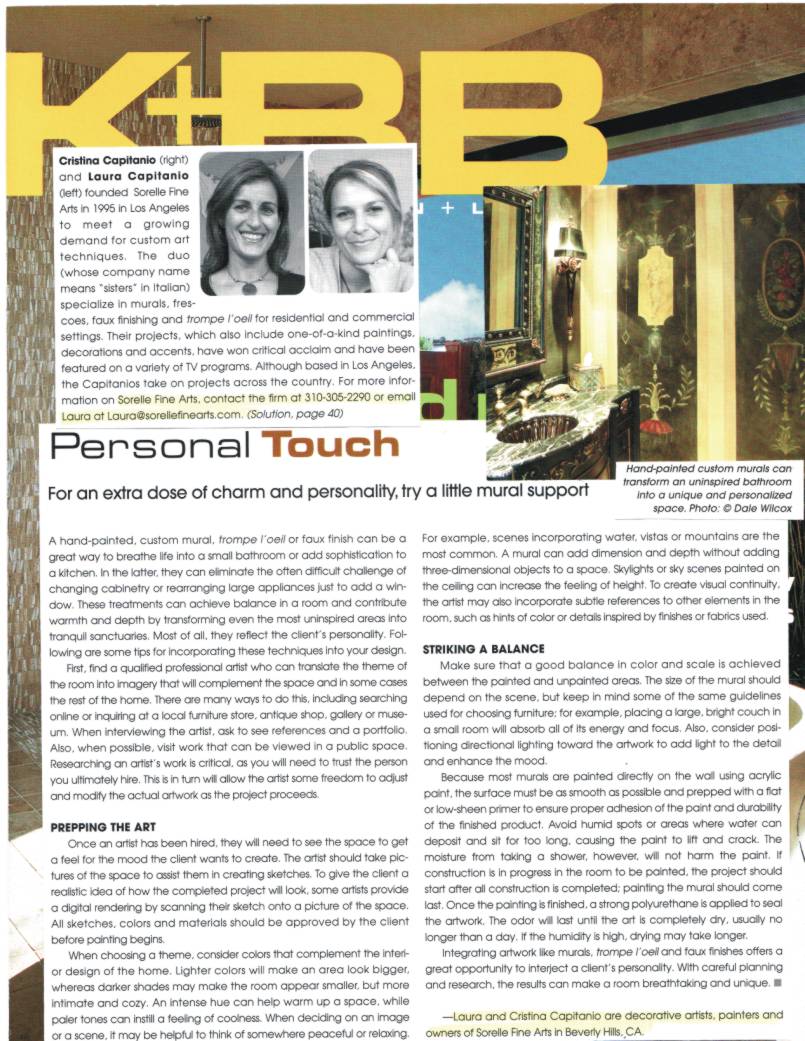 K+BB
Cristina Capitanio (right)
and Laura Capitanio
(left) founded Sorelle Fine
Arts in 1995 in Los Angeles
to meet a growing
demand for custom art
techniques. The duo
(whose company name
means "sisters" in Italian)
specialize in murals, fres-
coes, faux finishing and trompe l'oeil for residential and commercial
settings. Their projects, which also include one-of-a-kind paintings,
decorations and accents, have won critical acclaim and have been
featured on a variety of TV programs. Although based in Los Angeles,
the Capitanios take on projects across the country. For more infor-
mation on Sorelle Fine Arts, contact the firm at 310-305-2290 or email
Laura at Laura@sorellefinearts.com. (Solution, page 40)
Personal Touch
For an extra dose of charm and personality, try a little mural support
Hand-painted custom murals can
transform an uninspired bathroom
into a unique and personalized
space. Photo: © Dale Wilcox
A hand-painted, custom mural, trompe l'oeil or faux finish can be a
great way to breathe life into a small bathroom or add sophistication to
a kitchen. In the latter, they can eliminate the often difficult challenge of
changing cabinetry or rearranging large appliances just to add a win-
dow. These treatments can achieve balance in a room and contribute
warmth and depth by transforming even the most uninspired areas into
tranquil sanctuaries. Most of all, they reflect the client's personality. Fol-
lowing are some tips for incorporating these techniques into your design.
First, find a qualified professional artist who can translate the theme of
the room into imagery that will complement the space and in some cases
the rest of the home. There are many ways to do this, including searching
online or inquiring at a local furniture store, antique shop, gallery or muse-
um. When interviewing the artist, ask to see references and a portfolio.
Also, when possible, visit work that can be viewed in a public space.
Researching an artist's work is critical, as you will need to trust the person
you ultimately hire. This is in turn will allow the artist some freedom to adjust
and modify the actual artwork as the project proceeds.
PREPPING THE ART
Once an artist has been hired, they will need to see the space to get
a feel for the mood the client wants to create. The artist should take pic-
tures of the space to assist them in creating sketches. To give the client a
realistic idea of how the completed project will look, some artists provide
a digital rendering by scanning their sketch onto a picture of the space.
All sketches, colors and materials should be approved by the client
before painting begins.
When choosing a theme, consider colors that complement the interi-
or design of the home. Lighter colors will make an area look bigger,
whereas darker shades may make the room appear smaller, but more
intimate and cozy. An intense hue can help warm up a space, while
paler tones can instill a feeling of coolness. When deciding on an image
or a scene, it may be helpful to think of somewhere peaceful or relaxing.
For example, scenes incorporating water, vistas or mountains are the
most common. A mural can add dimension and depth without adding
three-dimensional objects to a space. Skylights or sky scenes painted on
the ceiling can increase the feeling of height. To create visual continuity,
the artist may also incorporate subtle references to other elements in the
room, such as hints of color or details inspired by finishes or fabrics used.
STRIKING A BALANCE
Make sure that a good balance in color and scale is achieved
between the painted and unpainted areas. The size of the mural should
depend on the scene, but keep in mind some of the same guidelines
used for choosing furniture; for example, placing a large, bright couch in
a small room will absorb all of its energy and focus. Also, consider posi-
tioning directional lighting toward the artwork to add light to the detail
and enhance the mood.
Because most murals are painted directly on the wall using acrylic
paint, the surface must be as smooth as possible and prepped with a flat
or low-sheen primer to ensure proper adhesion of the paint and durability
of the finished product. Avoid humid spots or areas where water can
deposit and sit for too long, causing the paint to lift and crack. The
moisture from taking a shower, however, will not harm the paint. If
construction is in progress in the room to be painted, the project should
start after all construction is completed; painting the mural should come
last. Once the painting is finished, a strong polyurethane is applied to seal
the artwork. The odor will last until the art is completely dry, usually no
longer than a day. If the humidity is high, drying may take longer.
Integrating artwork like murals, trompe l'oeil and faux finishes offers a
great opportunity to interject a client's personality. With careful planning
and research, the results can make a room breathtaking and unique.
—Laura and Cristina Capitanio are decorative artists, painters and
owners of Sorelle Fine Arts in Beverly Hills, CA.